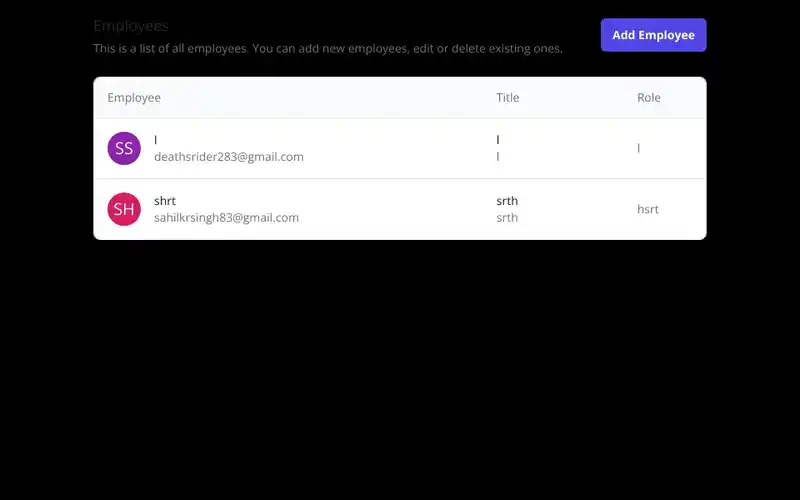 Employees
This is a list of all employees. You can add new employees, edit or delete existing ones.
Add Employee
Employee Title Role
SS
l
deathsrider283@gmail.com
l
l
l
SH
shrt
sahilkrsingh83@gmail.com
srth
srth
hsrt